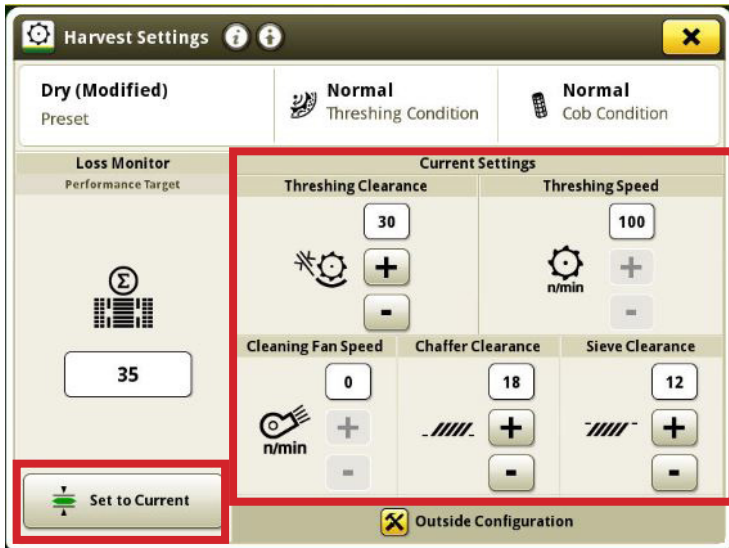 Harvest Settings
Dry (Modified)
Preset
Normal
Threshing Condition
Normal
Cob Condition
Loss Monitor
Performance Target
Σ
35
Set to Current
Current Settings
Threshing Clearance
30
+
-
Threshing Speed
100
n/min
+
-
Cleaning Fan Speed
0
n/min
+
-
Chaffer Clearance
18
+
-
Sieve Clearance
12
+
-
Outside Configuration